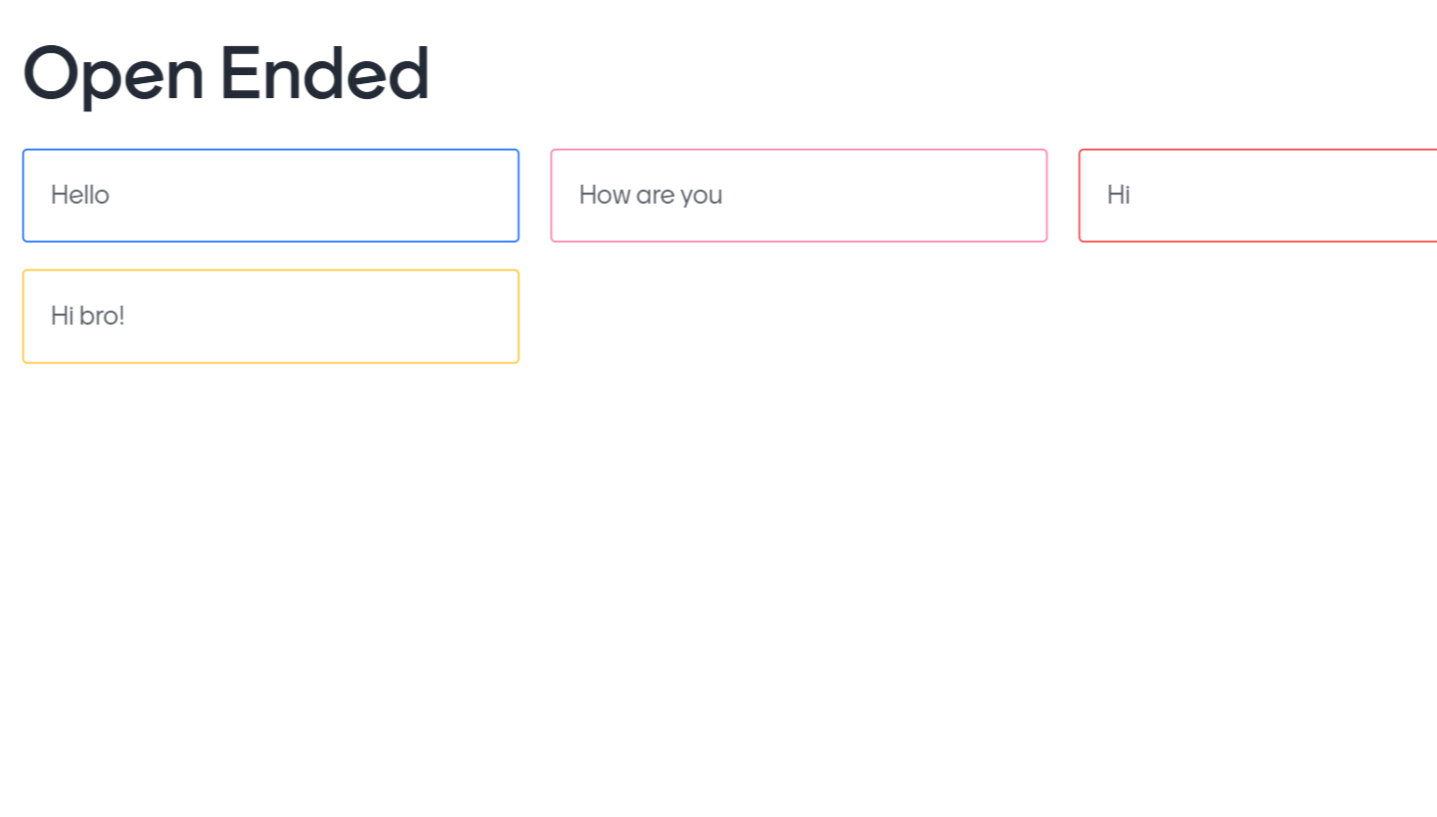 Open Ended
Hello
How are you
Hi
Hi bro!